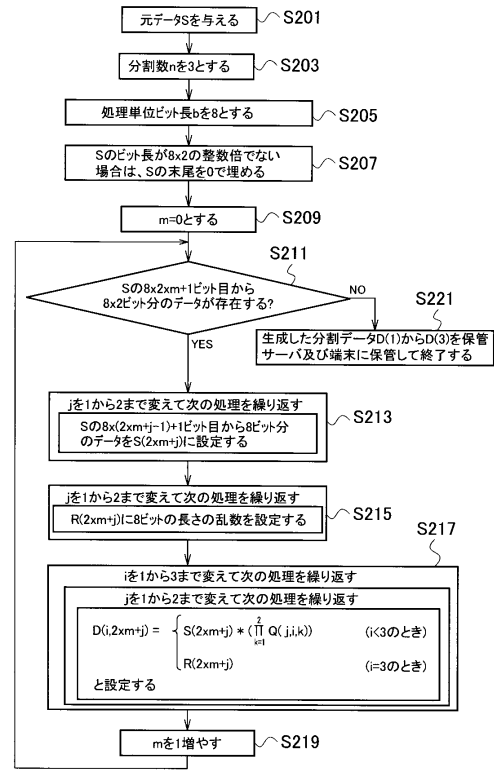 元データSを与える
S201
分割数nを3とする
S203
処理単位ビット長bを8とする
S205
Sのビット長が8x2の整数倍でない
場合は、Sの末尾を0で埋める
S207
m=0とする
S209
S211
Sの8x2xm+1ビット目から
8x2ビット分のデータが存在する?
NO
YES
S221
生成した分割データD(1)からD(3)を保管
サーバ及び端末に保管して終了する
jを1から2まで変えて次の処理を繰り返す
Sの8x(2xm+j-1)+1ビット目から8ビット分
のデータをS(2xm+j)に設定する
S213
jを1から2まで変えて次の処理を繰り返す
R(2xm+j)に8ビットの長さの乱数を設定する
S215
S217
iを1から3まで変えて次の処理を繰り返す
jを1から2まで変えて次の処理を繰り返す
D(i,2xm+j) = { S(2xm+j) * (∏_{k=1}^{2} Q(j,i,k)) (i<3のとき)
R(2xm+j) (i=3のとき)
と設定する
mを1増やす
S219